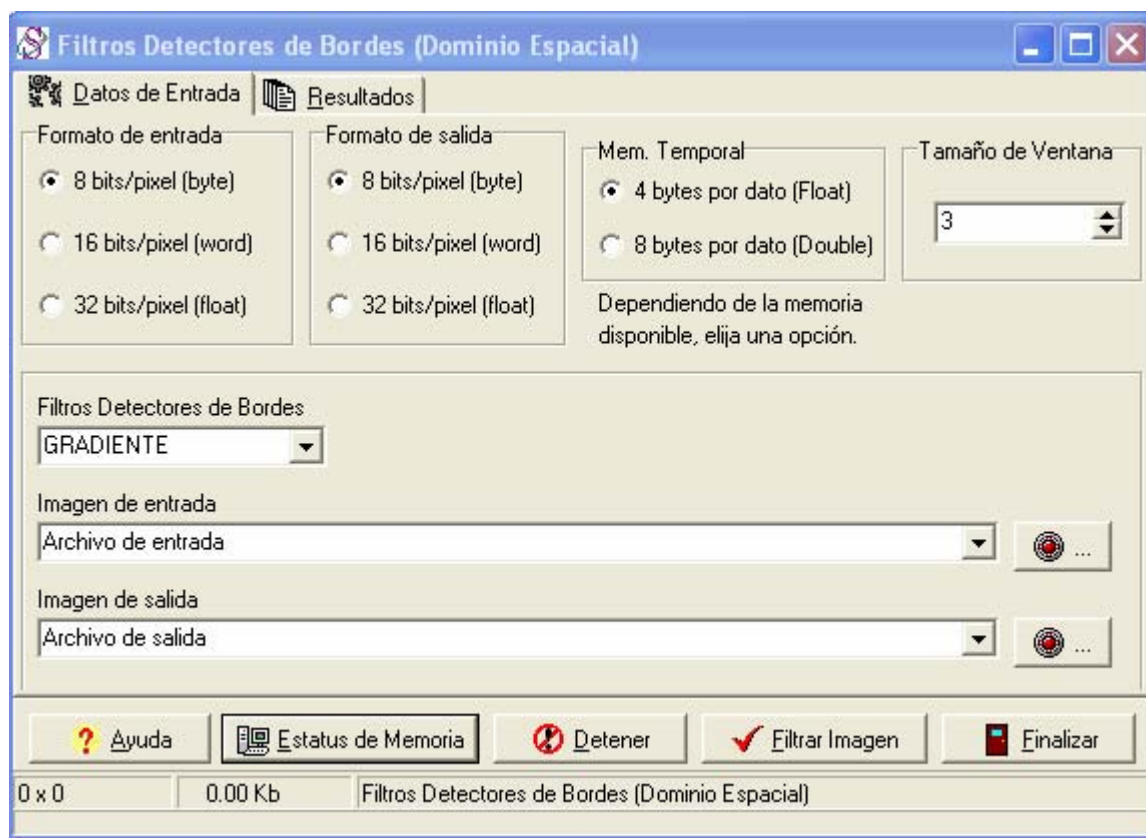 Filtros Detectores de Bordes (Dominio Espacial)
Datos de Entrada
Resultados
Formato de entrada
8 bits/pixel (byte)
16 bits/pixel (word)
32 bits/pixel (float)
Formato de salida
8 bits/pixel (byte)
16 bits/pixel (word)
32 bits/pixel (float)
Mem. Temporal
4 bytes por dato (Float)
8 bytes por dato (Double)
Dependiendo de la memoria
disponible, elija una opción.
Tamaño de Ventana
3
Filtros Detectores de Bordes
GRADIENTE
Imagen de entrada
Archivo de entrada
...
Imagen de salida
Archivo de salida
...
Ayuda
Estatus de Memoria
Detener
Filtrar Imagen
Finalizar
0 x 0
0.00 Kb
Filtros Detectores de Bordes (Dominio Espacial)